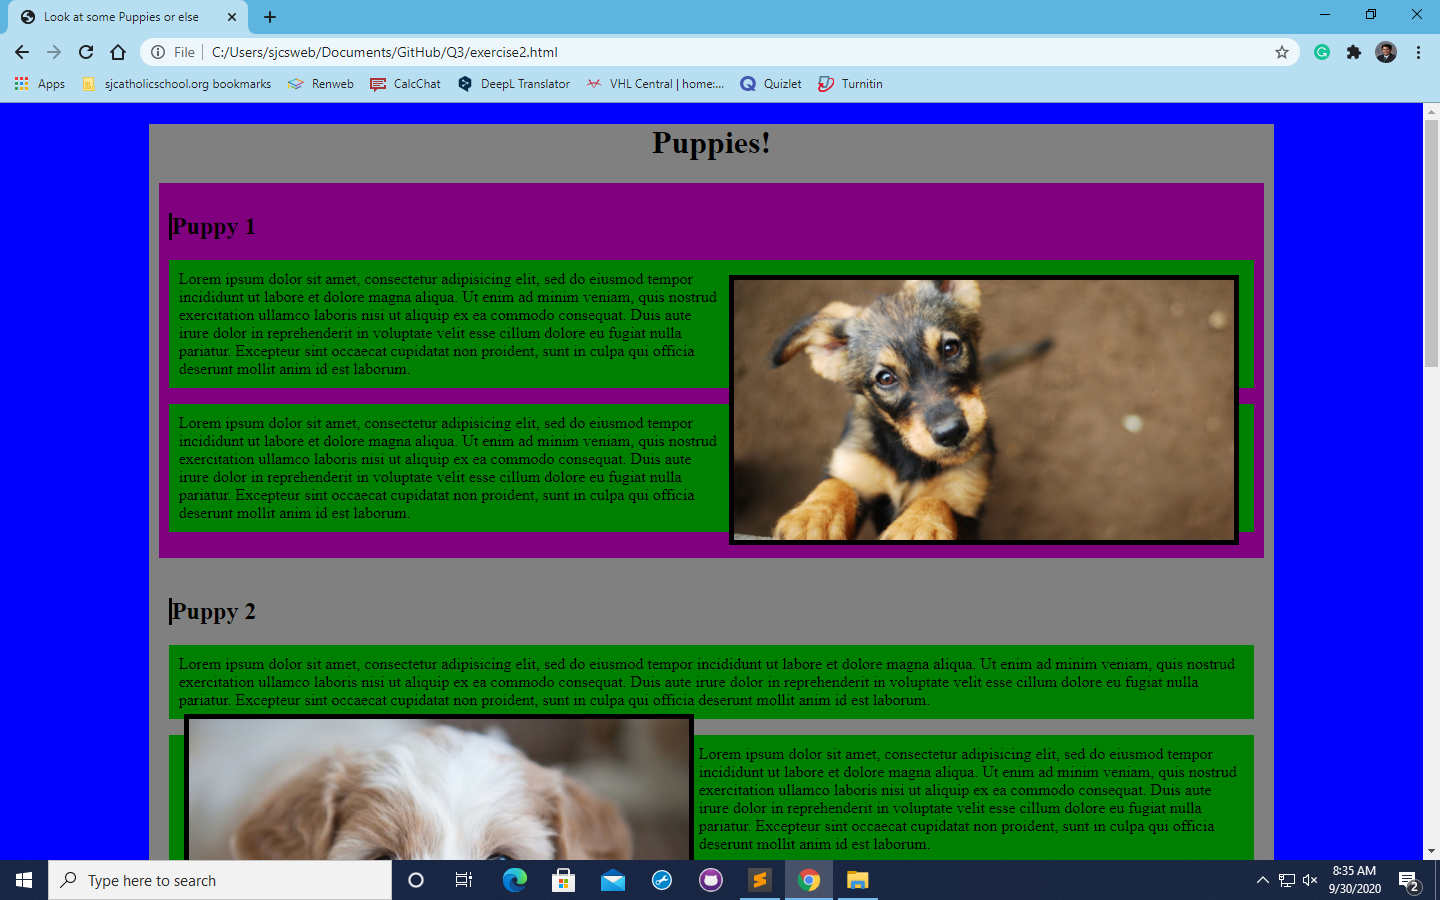 Look at some Puppies or else
File
C:/Users/sjcsweb/Documents/GitHub/Q3/exercise2.html
Apps
sjcatholicschool.org bookmarks
Renweb
CalcChat
DeepL Translator
VHL Central | home:...
Quizlet
Turnitin
Puppies!
Puppy 1
Lorem ipsum dolor sit amet, consectetur adipisicing elit, sed do eiusmod tempor
incididunt ut labore et dolore magna aliqua. Ut enim ad minim veniam, quis nostrud
exercitation ullamco laboris nisi ut aliquip ex ea commodo consequat. Duis aute
irure dolor in reprehenderit in voluptate velit esse cillum dolore eu fugiat nulla
pariatur. Excepteur sint occaecat cupidatat non proident, sunt in culpa qui officia
deserunt mollit anim id est laborum.
Lorem ipsum dolor sit amet, consectetur adipisicing elit, sed do eiusmod tempor
incididunt ut labore et dolore magna aliqua. Ut enim ad minim veniam, quis nostrud
exercitation ullamco laboris nisi ut aliquip ex ea commodo consequat. Duis aute
irure dolor in reprehenderit in voluptate velit esse cillum dolore eu fugiat nulla
pariatur. Excepteur sint occaecat cupidatat non proident, sunt in culpa qui officia
deserunt mollit anim id est laborum.
Puppy 2
Lorem ipsum dolor sit amet, consectetur adipisicing elit, sed do eiusmod tempor incididunt ut labore et dolore magna aliqua. Ut enim ad minim veniam, quis nostrud
exercitation ullamco laboris nisi ut aliquip ex ea commodo consequat. Duis aute irure dolor in reprehenderit in voluptate velit esse cillum dolore eu fugiat nulla
pariatur. Excepteur sint occaecat cupidatat non proident, sunt in culpa qui officia deserunt mollit anim id est laborum.
Lorem ipsum dolor sit amet, consectetur adipisicing elit, sed do eiusmod tempor
incididunt ut labore et dolore magna aliqua. Ut enim ad minim veniam, quis nostrud
exercitation ullamco laboris nisi ut aliquip ex ea commodo consequat. Duis aute
irure dolor in reprehenderit in voluptate velit esse cillum dolore eu fugiat nulla
pariatur. Excepteur sint occaecat cupidatat non proident, sunt in culpa qui officia
deserunt mollit anim id est laborum.
Type here to search
8:35 AM
9/30/2020
2